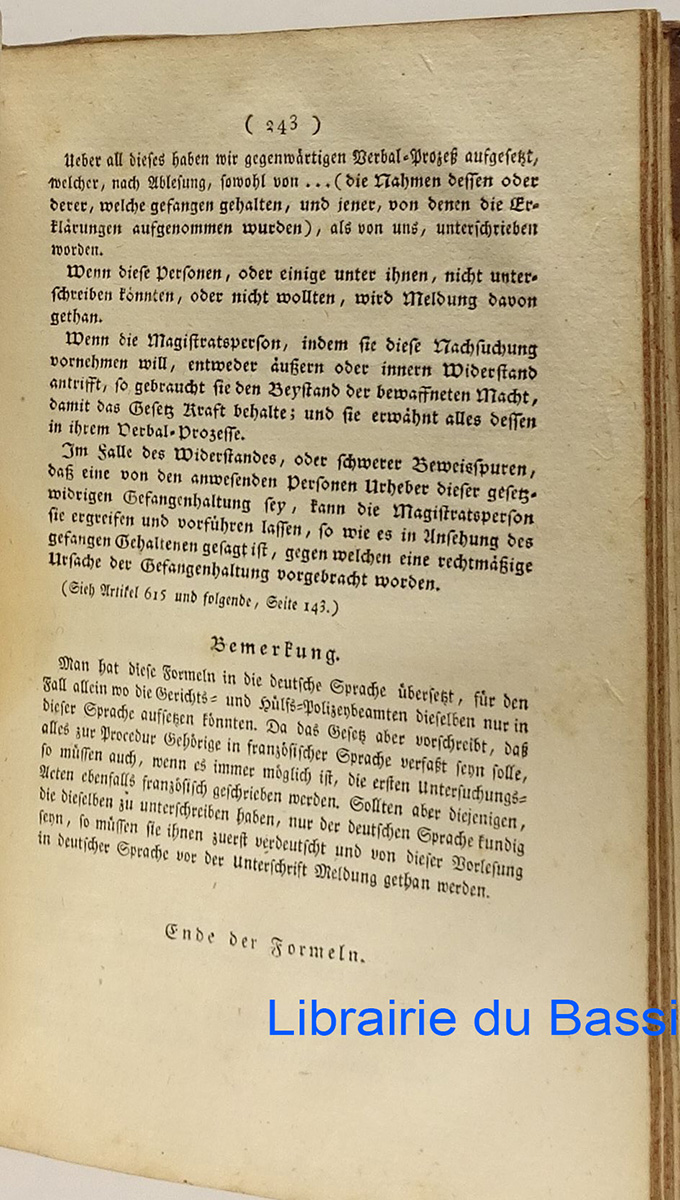 ( 243 )
Ueber all dieses haben wir gegenwärtigen Verbal-Prozeß aufgesetzt,
welcher, nach Ablesung, sowohl von ... (die Nahmen dessen oder
derer, welche gefangen gehalten, und jener, von denen die Er-
klärungen aufgenommen wurden), als von uns, unterschrieben
worden.
Wenn diese Personen, oder einige unter ihnen, nicht unter-
schreiben könnten, oder nicht wollten, wird Meldung davon
gethan.
Wenn die Magistratsperson, indem sie diese Nachsuchung
vornehmen will, entweder äußern oder innern Widerstand
antrifft, so gebraucht sie den Beystand der bewaffneten Macht,
damit das Gesetz Kraft behalte; und sie erwähnt alles dessen
in ihrem Verbal-Prozesse.
Im Falle des Widerstandes, oder schwerer Beweisspuren,
daß eine von den anwesenden Personen Urheber dieser gesetz-
widrigen Gefangenhaltung sey, kann die Magistratsperson
sie ergreifen und vorführen lassen, so wie es in Ansehung des
gefangen Gehaltenen gesagt ist, gegen welchen eine rechtmäßige
Ursache der Gefangenhaltung vorgebracht worden.
(Sieh Artikel 615 und folgende, Seite 143.)
Bemerkung.
Man hat diese Formeln in die deutsche Sprache übersetzt, für den
Fall allein wo die Gerichts- und Hülfs-Polizeybeamten dieselben nur in
dieser Sprache aufsetzen könnten. Da das Gesetz aber vorschreibt, daß
alles zur Procedur Gehörige in französischer Sprache verfaßt seyn solle,
so müssen auch, wenn es immer möglich ist, die ersten Untersuchungs-
Acten ebenfalls französisch geschrieben werden. Sollten aber diejenigen,
die dieselben zu unterschreiben haben, nur der deutschen Sprache kundig
seyn, so müssen sie ihnen zuerst verdeutscht und von dieser Vorlesung
in deutscher Sprache vor der Unterschrift Meldung gethan werden.
Ende der Formeln.
Librairie du Bassi